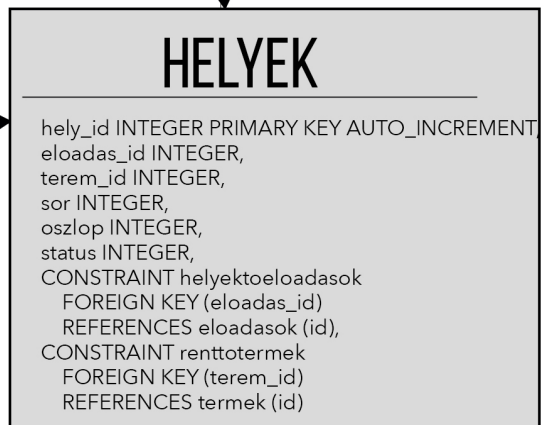 HELYEK
hely_id INTEGER PRIMARY KEY AUTO_INCREMENT,
eloadas_id INTEGER,
terem_id INTEGER,
sor INTEGER,
oszlop INTEGER,
status INTEGER,
CONSTRAINT helyektoeloadasok
FOREIGN KEY (eloadas_id)
REFERENCES eloadasok (id),
CONSTRAINT renttotermek
FOREIGN KEY (terem_id)
REFERENCES termek (id)